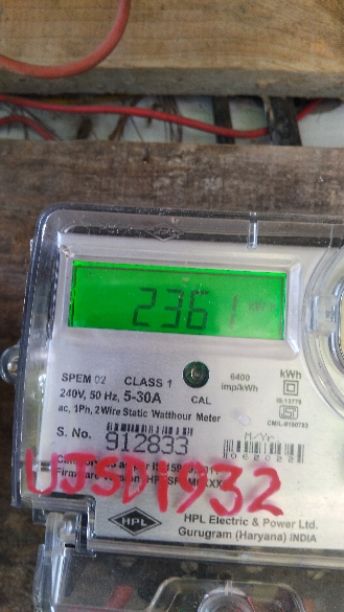 2361 kWh
SPEM 02 CLASS 1
240V, 50 Hz, 5-30A
ac, 1Ph, 2 Wire Static Watthour Meter
CAL
6400
imp/kWh
kWh
S. No. 912833
UJSD1932
HPL
HPL Electric & Power Ltd.
Gurugram (Haryana) INDIA